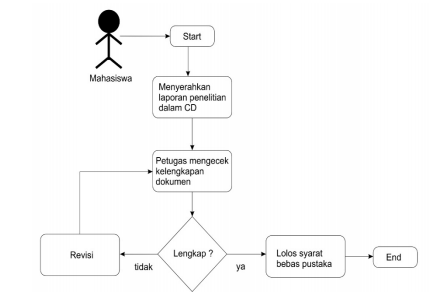 Start
Mahasiswa
Menyerahkan
laporan penelitian
dalam CD
Petugas mengecek
kelengkapan
dokumen
Revisi
tidak
Lengkap ?
ya
Lolos syarat
bebas pustaka
End